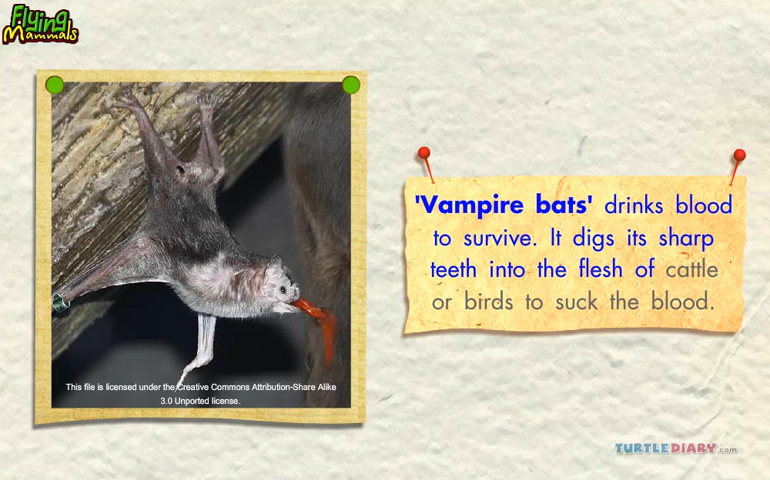 Flying
Mammals
'Vampire bats' drinks blood
to survive. It digs its sharp
teeth into the flesh of cattle
or birds to suck the blood.
This file is licensed under the Creative Commons Attribution-Share Alike
3.0 Unported license.
TURTLEDIARY.com